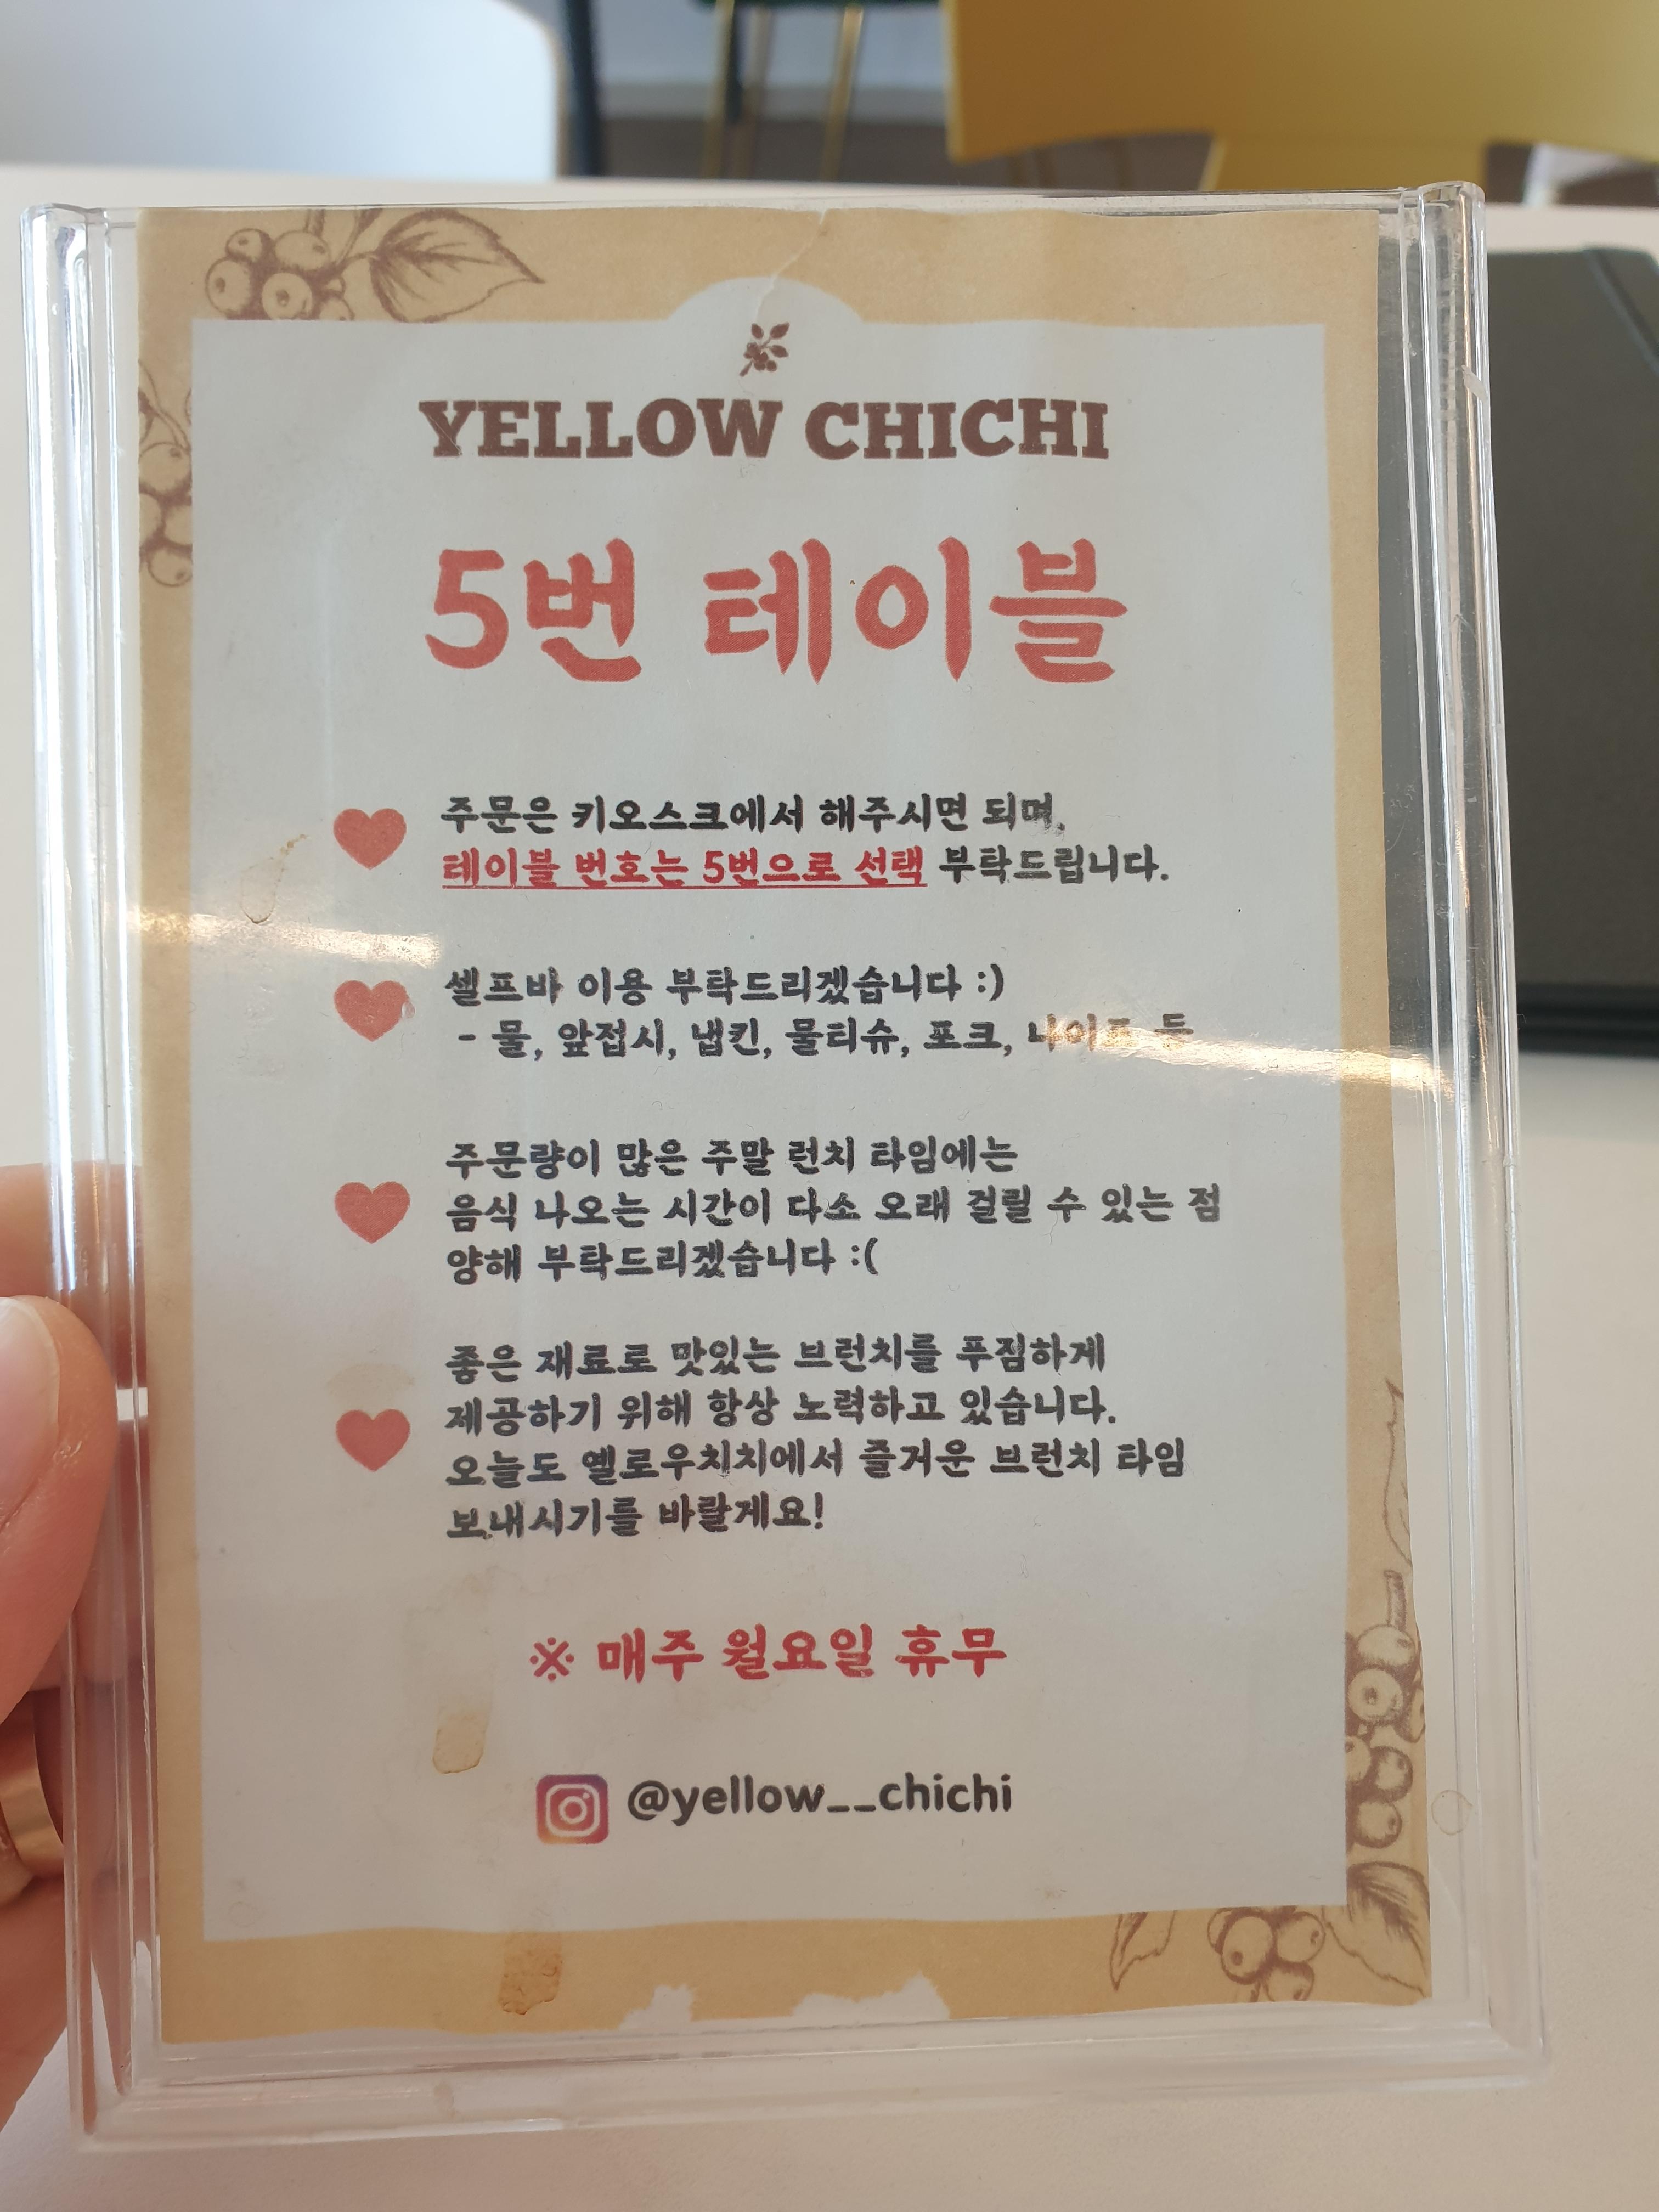 YELLOW CHICHI
5번 테이블
주문은 키오스크에서 해주시면 되며,
테이블 번호는 5번으로 선택 부탁드립니다.
셀프바 이용 부탁드리겠습니다 :)
- 물, 앞접시, 냅킨, 물티슈, 포크, 나이프 등
주문량이 많은 주말 런치 타임에는
음식 나오는 시간이 다소 오래 걸릴 수 있는 점
양해 부탁드리겠습니다 :(
좋은 재료로 맛있는 브런치를 푸짐하게
제공하기 위해 항상 노력하고 있습니다.
오늘도 옐로우치치에서 즐거운 브런치 타임
보내시기를 바랄게요!
※ 매주 월요일 휴무
@yellow__chichi